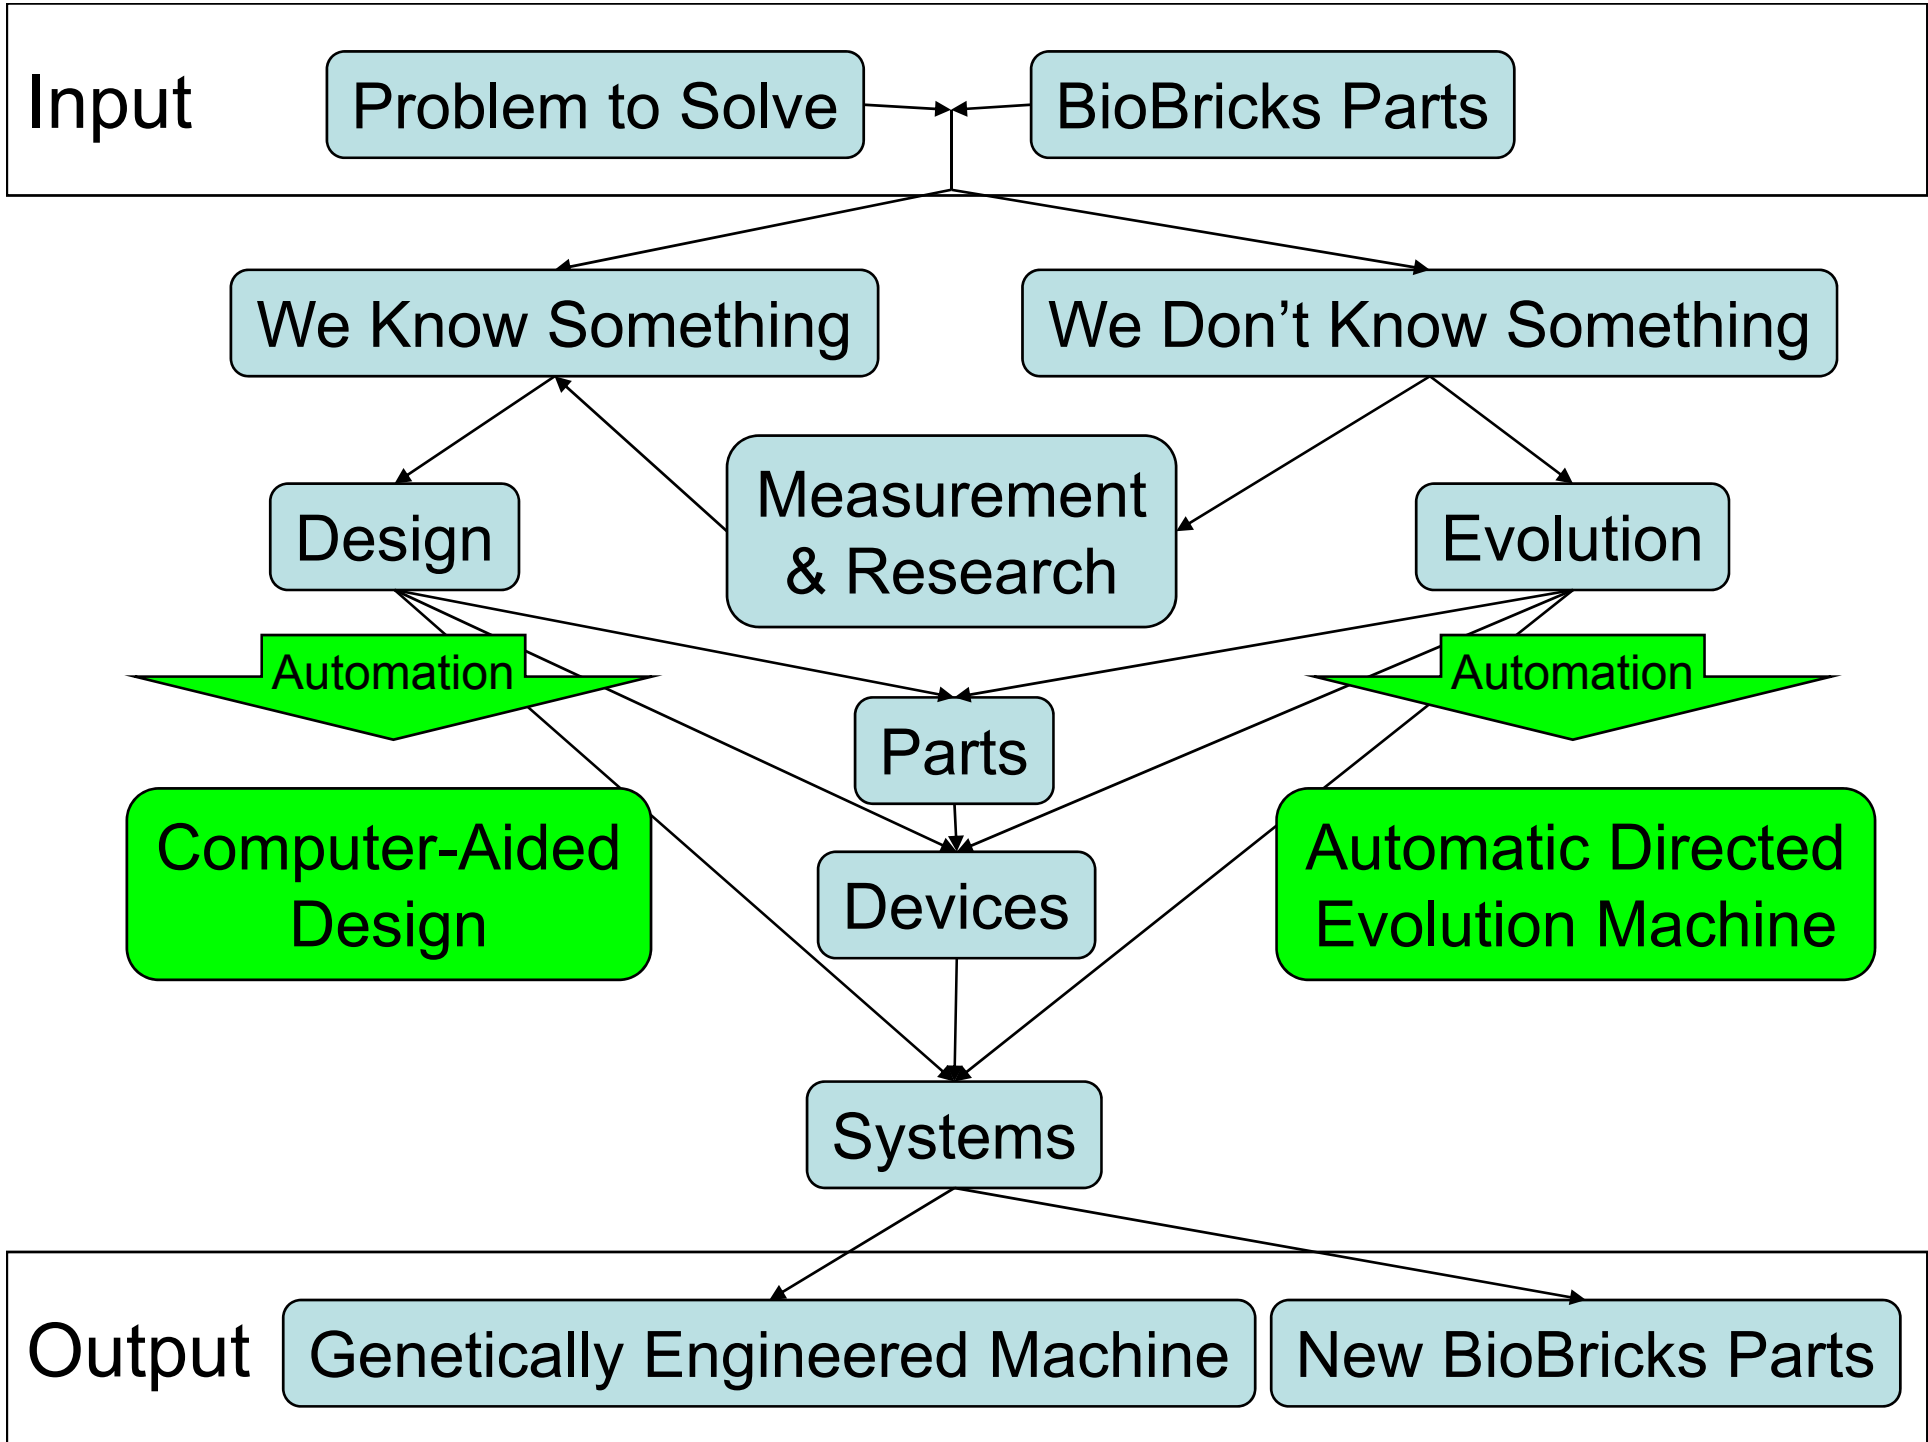 Input
Problem to Solve
BioBricks Parts
We Know Something
We Don’t Know Something
Design
Measurement
& Research
Evolution
Automation
Automation
Parts
Computer-Aided
Design
Devices
Automatic Directed
Evolution Machine
Systems
Output
Genetically Engineered Machine
New BioBricks Parts